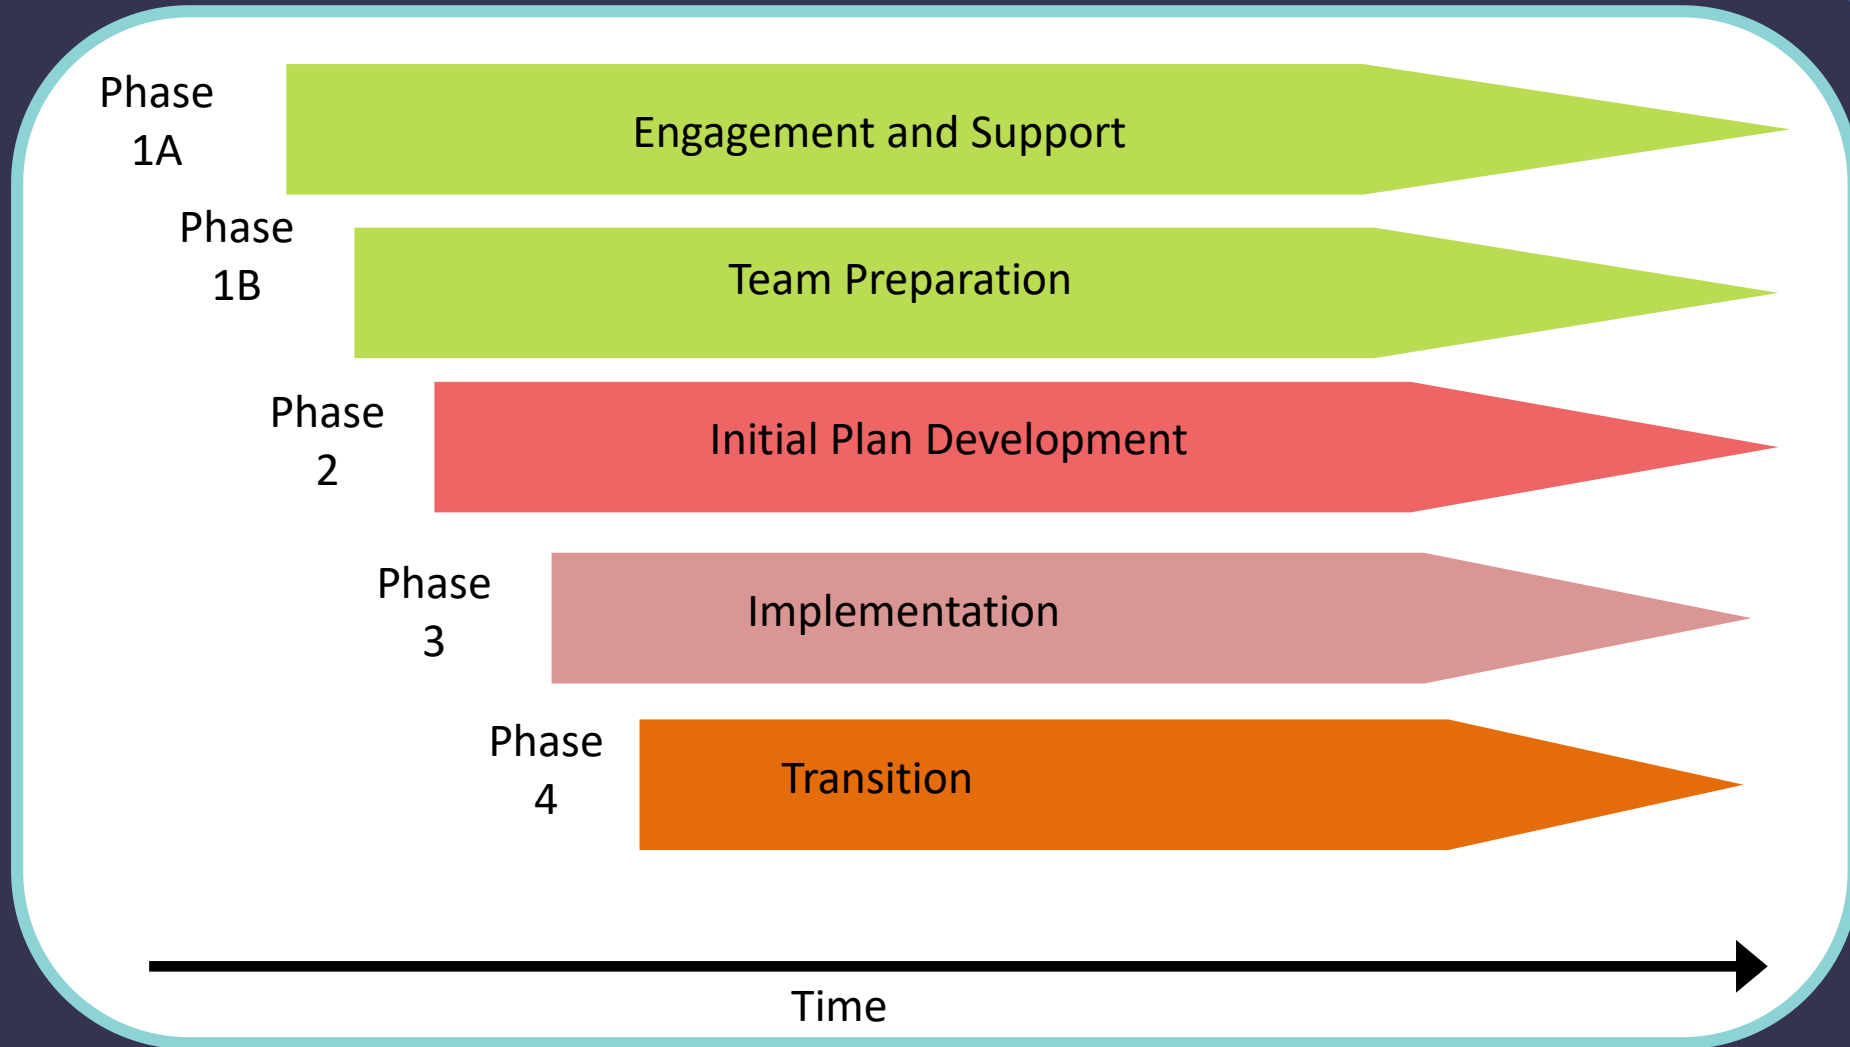 Phase
1A
Engagement and Support
Phase
1B
Team Preparation
Phase
2
Initial Plan Development
Phase
3
Implementation
Phase
4
Transition
Time